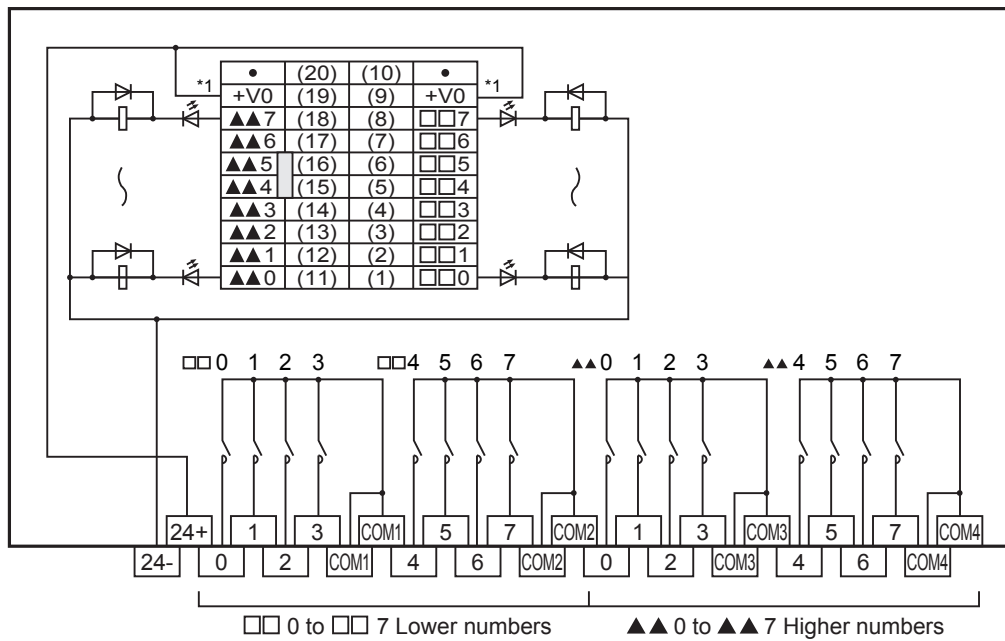 ● (20) (10) ●
*1 +V0 (19) (9) +V0 *1
▲▲7 (18) (8) □□7
▲▲6 (17) (7) □□6
▲▲5 (16) (6) □□5
▲▲4 (15) (5) □□4
▲▲3 (14) (4) □□3
▲▲2 (13) (3) □□2
▲▲1 (12) (2) □□1
▲▲0 (11) (1) □□0
□□0 1 2 3 □□4 5 6 7 ▲▲0 1 2 3 ▲▲4 5 6 7
24+ 1 3 COM1 5 7 COM2 1 3 COM3 5 7 COM4
24- 0 2 COM1 4 6 COM2 0 2 COM3 4 6 COM4
□□ 0 to □□ 7 Lower numbers ▲▲ 0 to ▲▲ 7 Higher numbers